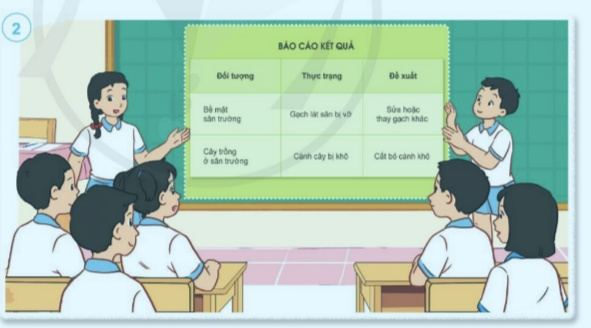 2
BÁO CÁO KẾT QUẢ
Đối tượng Thực trạng Đề xuất
Bề mặt
sân trường
Gạch lát sân bị vỡ
Sửa hoặc
thay gạch khác
Cây trồng
ở sân trường
Cành cây bị khô
Cắt bỏ cành khô